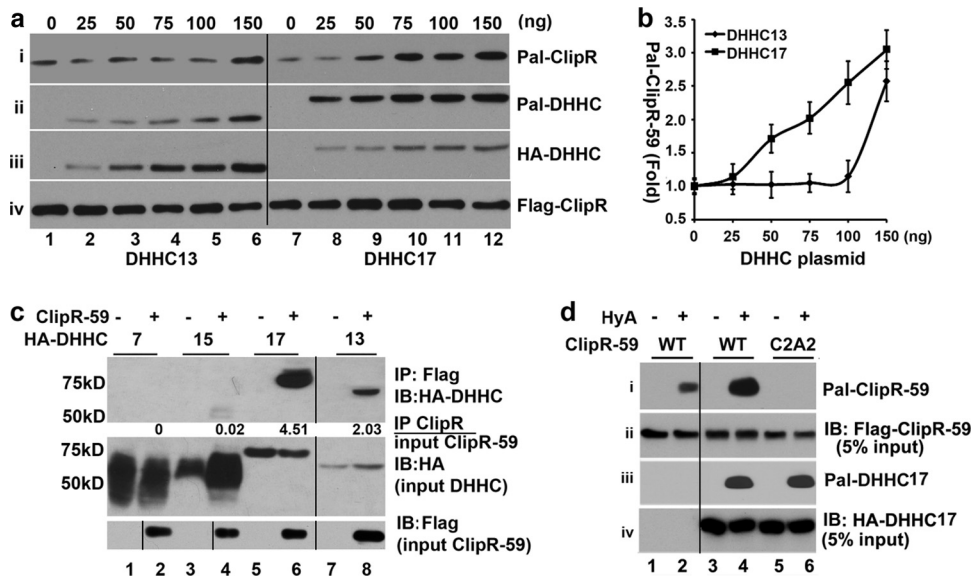 a
0 25 50 75 100 150 0 25 50 75 100 150 (ng)
i Pal-ClipR
ii Pal-DHHC
iii HA-DHHC
iv Flag-ClipR
1 2 3 4 5 6 7 8 9 10 11 12
DHHC13 DHHC17
b
Pal-ClipR-59 (Fold)
3.5
3.0
2.5
2.0
1.5
1.0
0.5
DHHC13
DHHC17
0 25 50 75 100 150 (ng)
DHHC plasmid
c
ClipR-59 - + - + - + - +
HA-DHHC 7 15 17 13
75kD
50kD
IP: Flag
IB:HA-DHHC
0 0.02 4.51 2.03
IP ClipR
input ClipR-59
75kD
50kD
IB:HA
(input DHHC)
IB:Flag
(input ClipR-59)
1 2 3 4 5 6 7 8
d
HyA - + - + - +
ClipR-59 WT WT C2A2
i Pal-ClipR-59
ii IB: Flag-ClipR-59
(5% input)
iii Pal-DHHC17
iv IB: HA-DHHC17
(5% input)
1 2 3 4 5 6